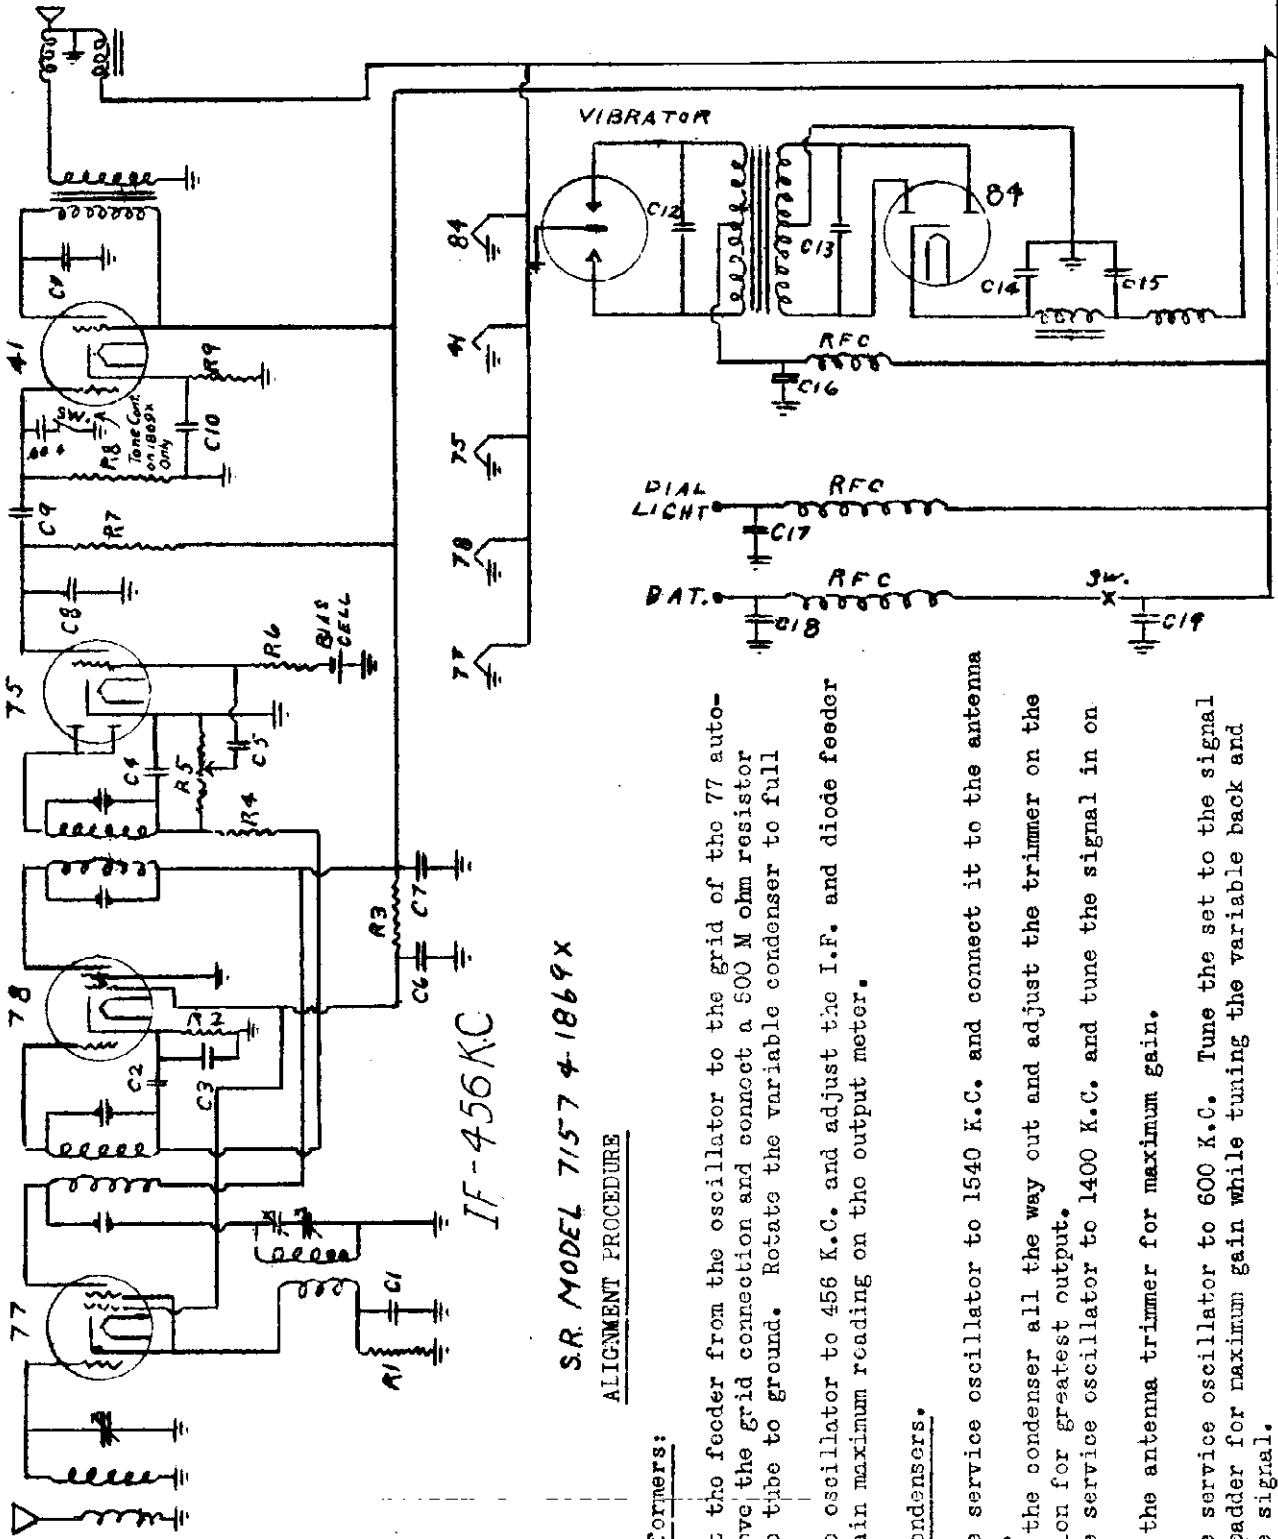 77
78
75
41
C2
C3
R2
C4
R5
C5
R4
R6
BIAS
CELL
C8
R7
C9
SW.
R8
Tone Cont.
on 1869X
Only
C10
R9
R1
C1
R3
C6
C7
77
78
75
41
84
IF-456KC
VIBRATOR
C12
C13
84
C14
C15
RFC
C16
DIAL
LIGHT
RFC
C17
BAT.
RFC
C18
SW.
C19
S.R. MODEL 7157 & 1869X
ALIGNMENT PROCEDURE
formers:
the feeder from the oscillator to the grid of the 77 auto-
ove the grid connection and connect a 500 M ohm resistor
tube to ground. Rotate the variable condenser to full
oscillator to 456 K.C. and adjust the I.F. and diode feeder
ain maximum reading on the output meter.
ondensers.
service oscillator to 1540 K.C. and connect it to the antenna
the condenser all the way out and adjust the trimmer on the
ion for greatest output.
service oscillator to 1400 K.C. and tune the signal in on
the antenna trimmer for maximum gain.
service oscillator to 600 K.C. Tune the set to the signal
padder for maximum gain while tuning the variable back and
signal.